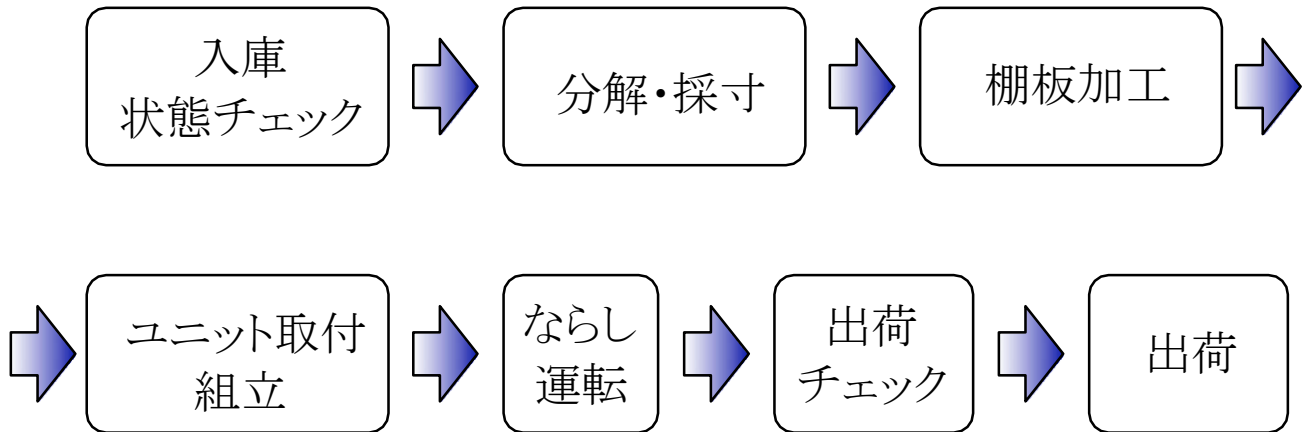 入庫
状態チェック
分解・採寸
棚板加工
ユニット取付
組立
ならし
運転
出荷
チェック
出荷